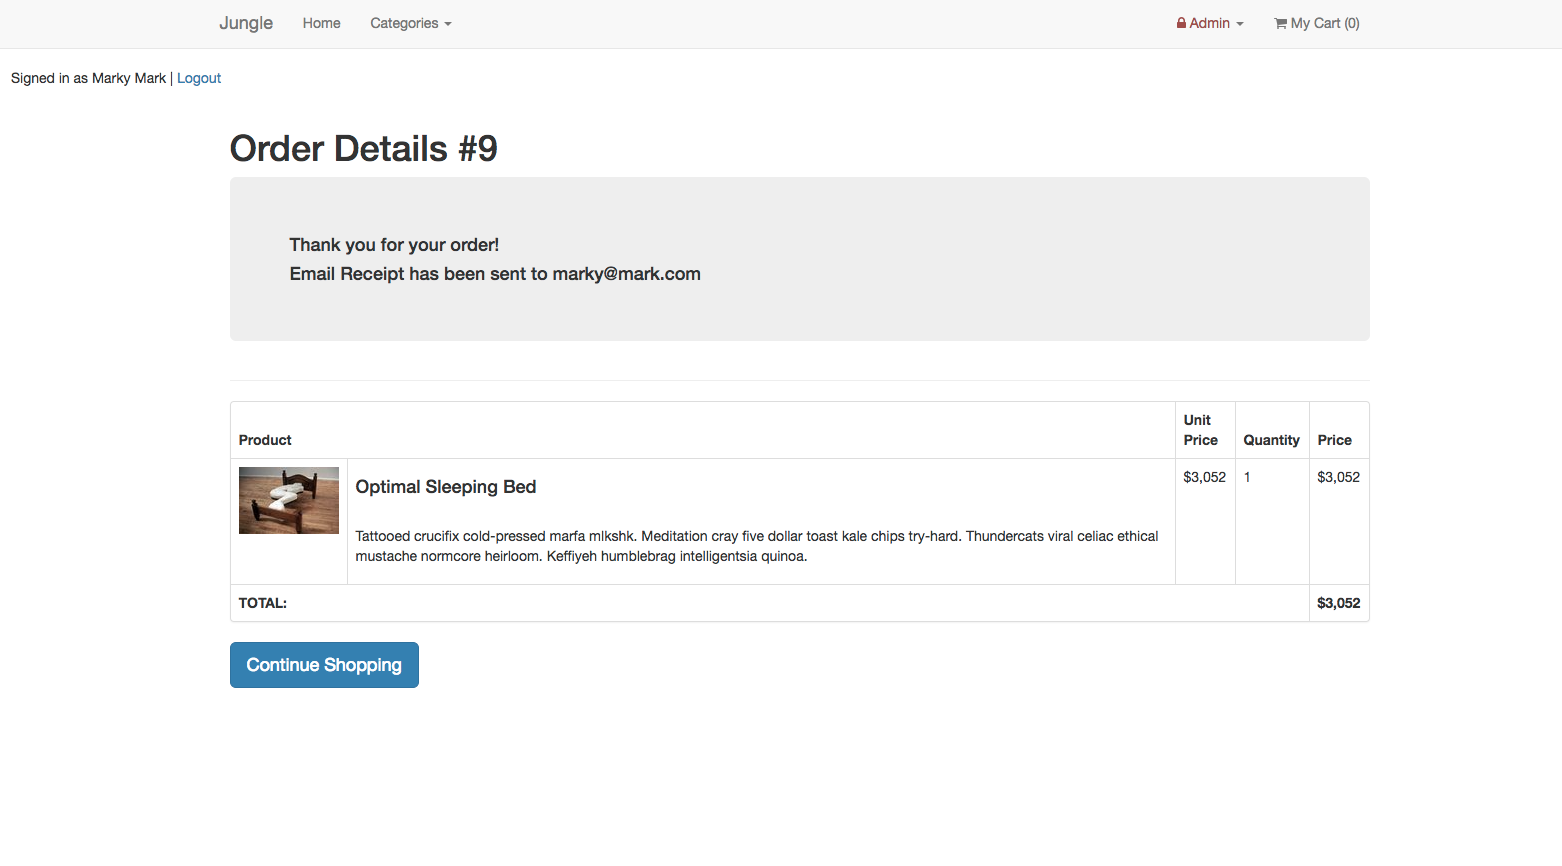 Jungle Home Categories Admin My Cart (0)
Signed in as Marky Mark | Logout
Order Details #9
Thank you for your order!
Email Receipt has been sent to marky@mark.com
Product Unit Price Quantity Price
Optimal Sleeping Bed $3,052 1 $3,052
Tattooed crucifix cold-pressed marfa mlkshk. Meditation cray five dollar toast kale chips try-hard. Thundercats viral celiac ethical
mustache normcore heirloom. Keffiyeh humblebrag intelligentsia quinoa.
TOTAL: $3,052
Continue Shopping